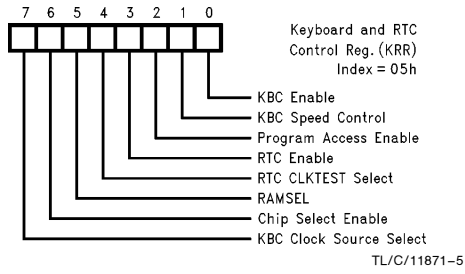 7 6 5 4 3 2 1 0
Keyboard and RTC
Control Reg. (KRR)
Index = 05h
KBC Enable
KBC Speed Control
Program Access Enable
RTC Enable
RTC CLKTEST Select
RAMSEL
Chip Select Enable
KBC Clock Source Select
TL/C/11871–5